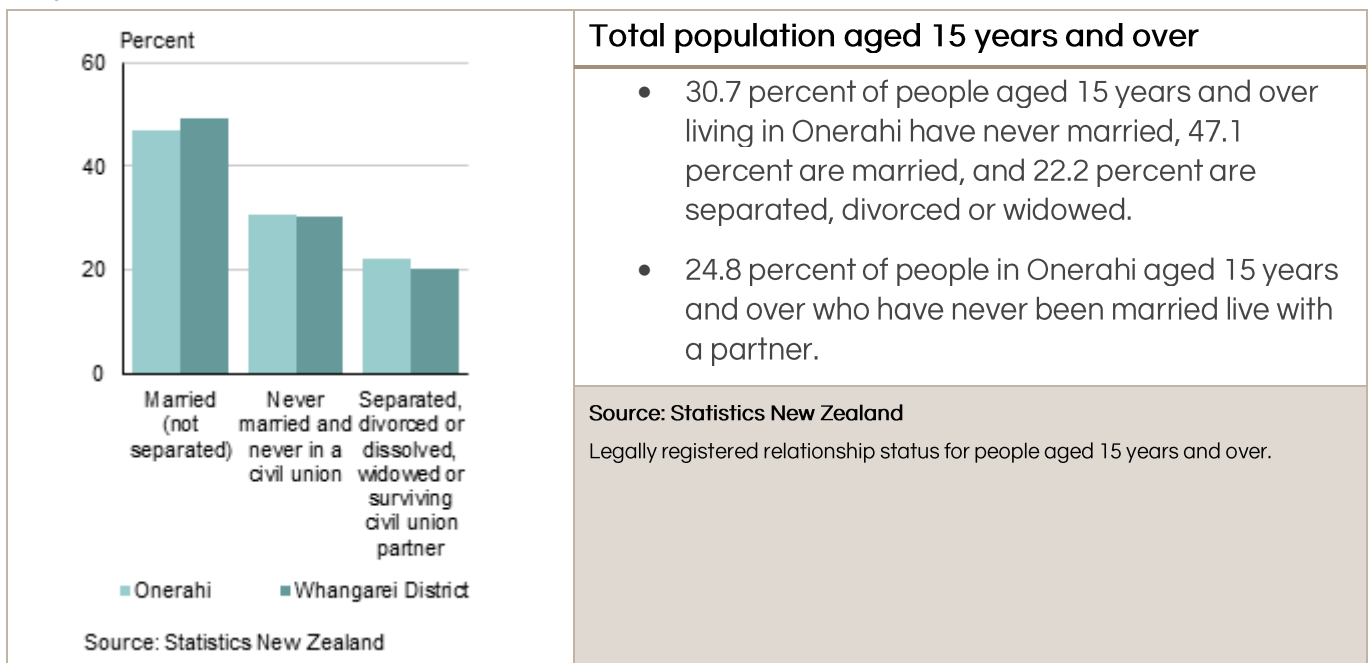 Percent
60
40
20
0
Married
(not
separated)
Never
married and
never in a
civil union
Separated,
divorced or
dissolved,
widowed or
surviving
civil union
partner
Onerahi
Whangarei District
Source: Statistics New Zealand
Total population aged 15 years and over
• 30.7 percent of people aged 15 years and over
living in Onerahi have never married, 47.1
percent are married, and 22.2 percent are
separated, divorced or widowed.
• 24.8 percent of people in Onerahi aged 15 years
and over who have never been married live with
a partner.
Source: Statistics New Zealand
Legally registered relationship status for people aged 15 years and over.